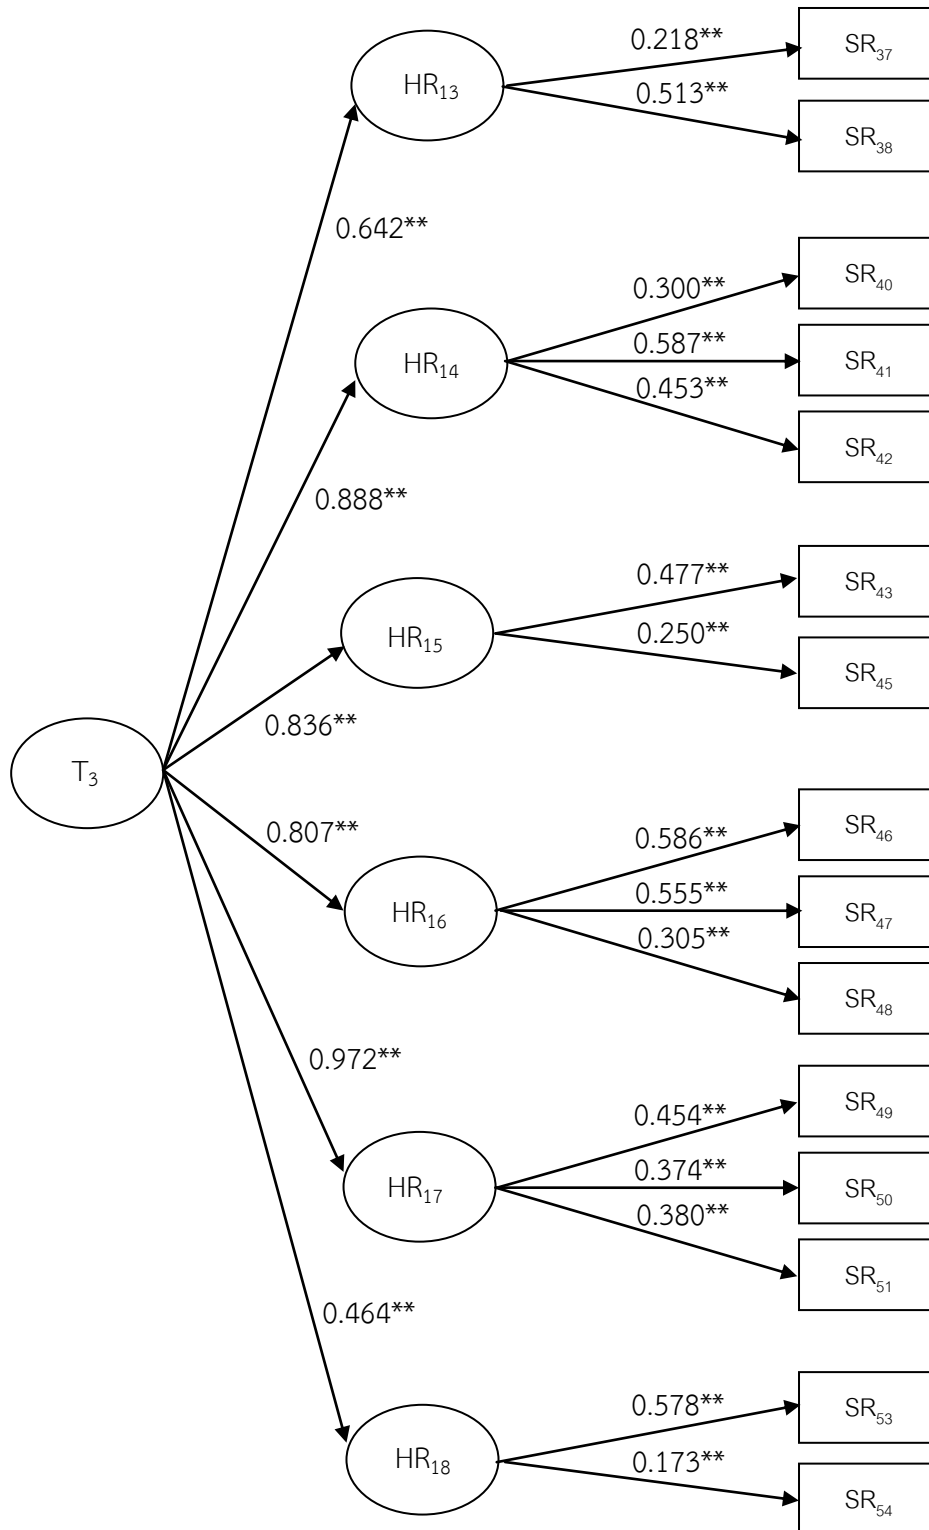 0.218**
SR37
HR13
0.513**
SR38
0.642**
0.300**
SR40
HR14
0.587**
SR41
0.453**
SR42
0.888**
0.477**
SR43
HR15
0.250**
SR45
0.836**
T3
0.807**
0.586**
SR46
HR16
0.555**
SR47
0.305**
SR48
0.972**
0.454**
SR49
HR17
0.374**
SR50
0.380**
SR51
0.464**
0.578**
SR53
HR18
0.173**
SR54